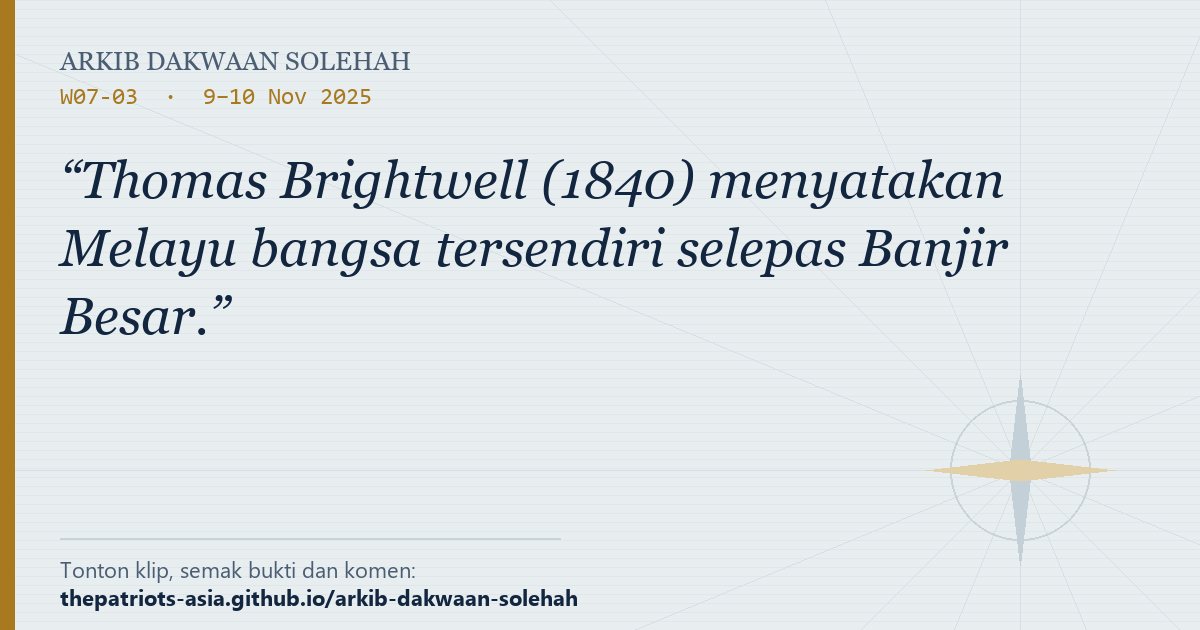 ARKIB DAKWAAN SOLEHAH
W07-03 · 9–10 Nov 2025
“Thomas Brightwell (1840) menyatakan
Melayu bangsa tersendiri selepas Banjir
Besar.”
Tonton klip, semak bukti dan komen:
thepatriots-asia.github.io/arkib-dakwaan-solehah